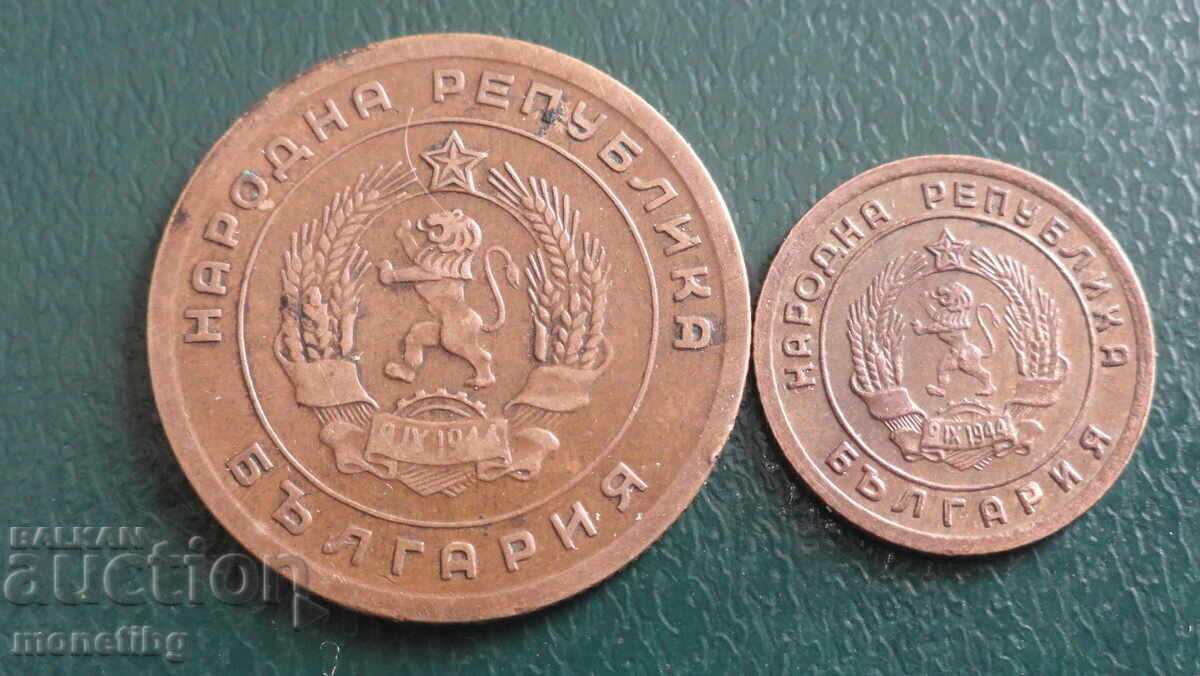 НАРОДНА РЕПУБЛИКА
БЪЛГАРИЯ
9 IX 1944
НАРОДНА РЕПУБЛИКА
БЪЛГАРИЯ
9 IX 1944
BALKAN
auction
monetibg